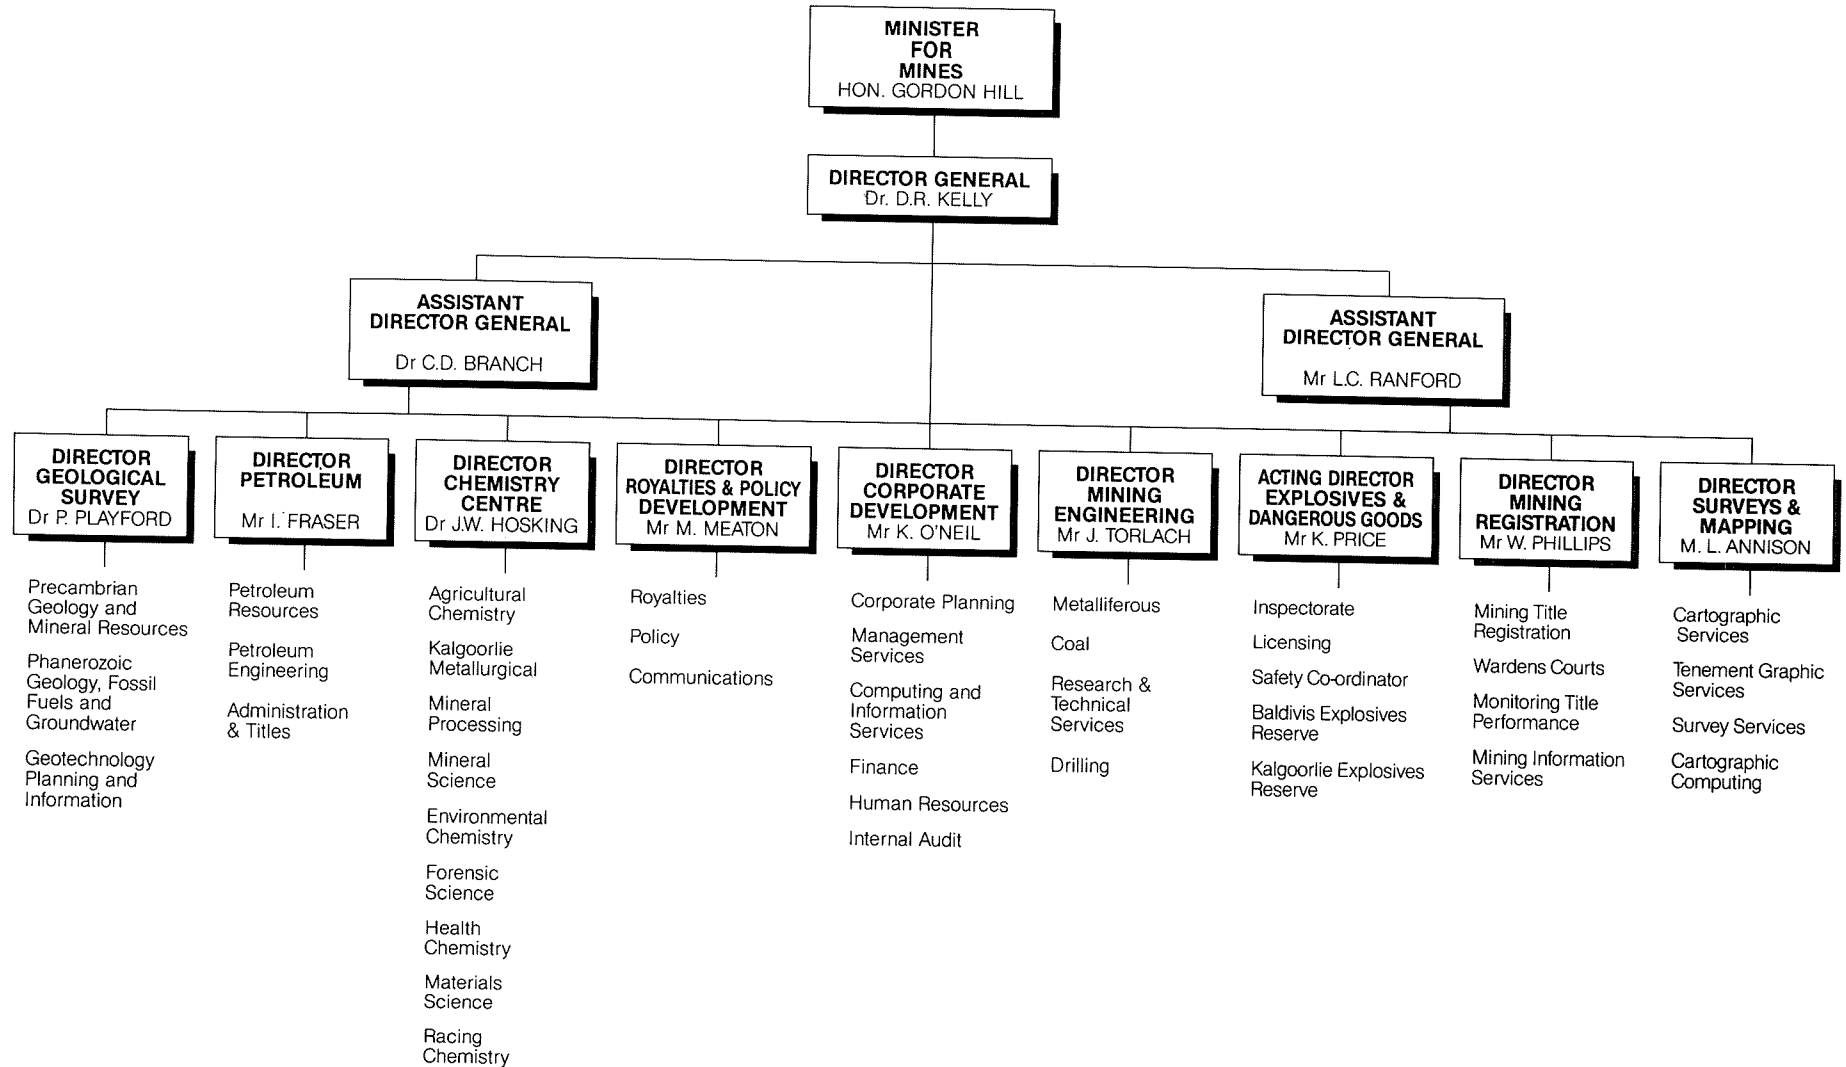 MINISTER
FOR
MINES
HON. GORDON HILL
DIRECTOR GENERAL
Dr. D.R. KELLY
ASSISTANT
DIRECTOR GENERAL
Dr C.D. BRANCH
ASSISTANT
DIRECTOR GENERAL
Mr L.C. RANFORD
DIRECTOR
GEOLOGICAL
SURVEY
Dr P. PLAYFORD
Precambrian
Geology and
Mineral Resources
Phanerozoic
Geology, Fossil
Fuels and
Groundwater
Geotechnology
Planning and
Information
DIRECTOR
PETROLEUM
Mr I. FRASER
Petroleum
Resources
Petroleum
Engineering
Administration
& Titles
DIRECTOR
CHEMISTRY
CENTRE
Dr J.W. HOSKING
Agricultural
Chemistry
Kalgoorlie
Metallurgical
Mineral
Processing
Mineral
Science
Environmental
Chemistry
Forensic
Science
Health
Chemistry
Materials
Science
Racing
Chemistry
DIRECTOR
ROYALTIES & POLICY
DEVELOPMENT
Mr M. MEATON
Royalties
Policy
Communications
DIRECTOR
CORPORATE
DEVELOPMENT
Mr K. O'NEIL
Corporate Planning
Management
Services
Computing and
Information
Services
Finance
Human Resources
Internal Audit
DIRECTOR
MINING
ENGINEERING
Mr J. TORLACH
Metalliferous
Coal
Research &
Technical
Services
Drilling
ACTING DIRECTOR
EXPLOSIVES &
DANGEROUS GOODS
Mr K. PRICE
Inspectorate
Licensing
Safety Co-ordinator
Baldivis Explosives
Reserve
Kalgoorlie Explosives
Reserve
DIRECTOR
MINING
REGISTRATION
Mr W. PHILLIPS
Mining Title
Registration
Wardens Courts
Monitoring Title
Performance
Mining Information
Services
DIRECTOR
SURVEYS &
MAPPING
M. L. ANNISON
Cartographic
Services
Tenement Graphic
Services
Survey Services
Cartographic
Computing